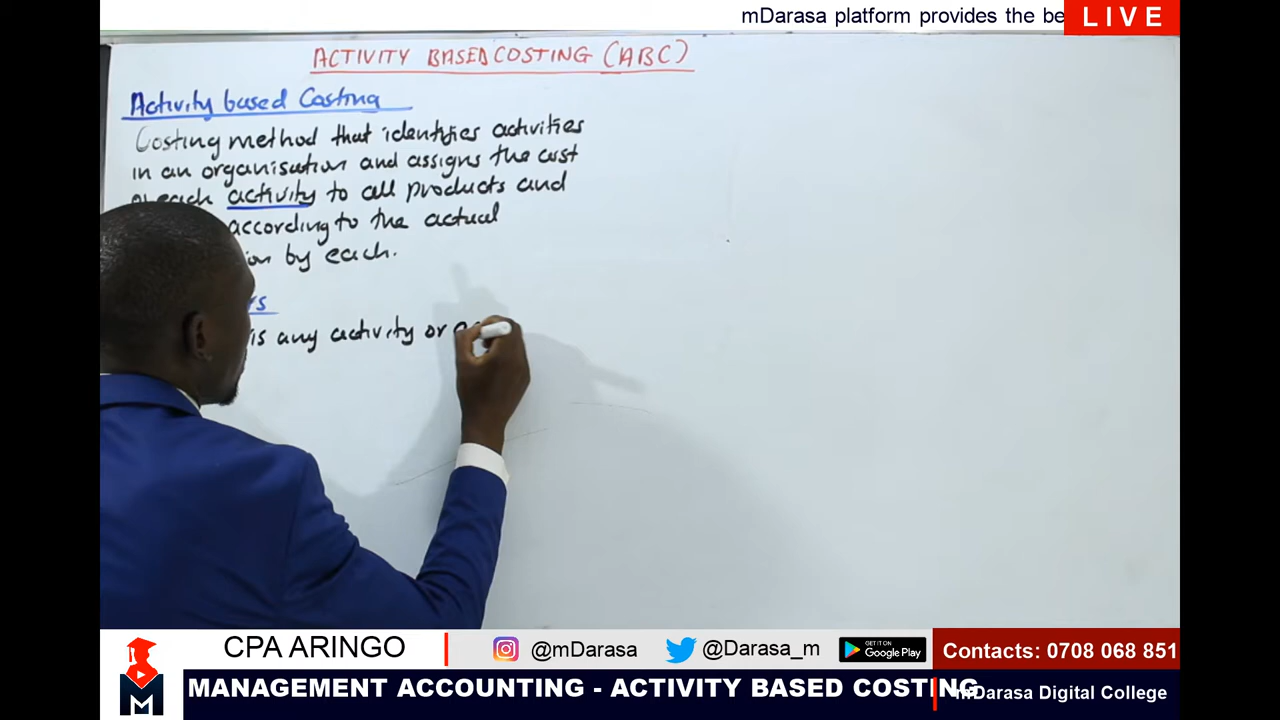 mDarasa platform provides the be
LIVE
ACTIVITY BASED COSTING (ABC)
Activity based Costing
Costing method that identifies activities
in an organisation and assigns the cost
of each activity to all products and
according to the actual
by each.
is any activity or
CPA ARINGO
@mDarasa
@Darasa_m
GET IT ON
Google Play
Contacts: 0708 068 851
M
MANAGEMENT ACCOUNTING - ACTIVITY BASED COSTING
mDarasa Digital College